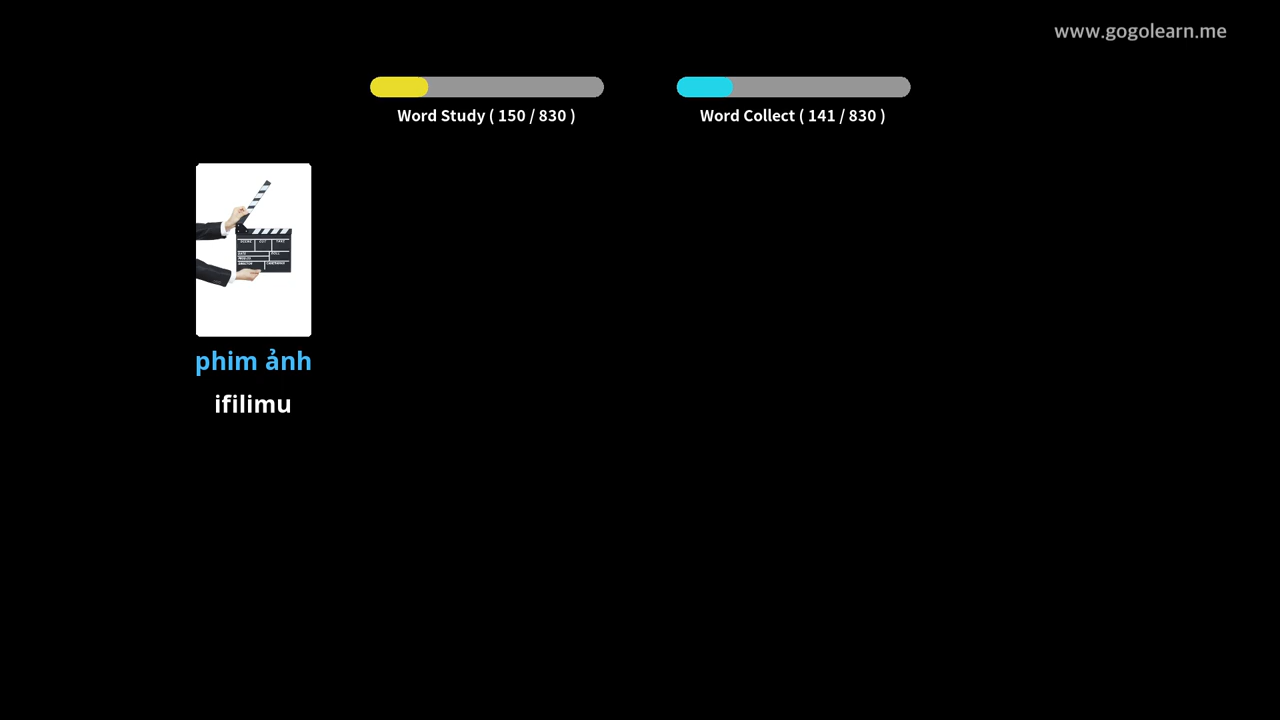 www.gogolearn.me
Word Study ( 150 / 830 )
Word Collect ( 141 / 830 )
phim ảnh
ifilimu